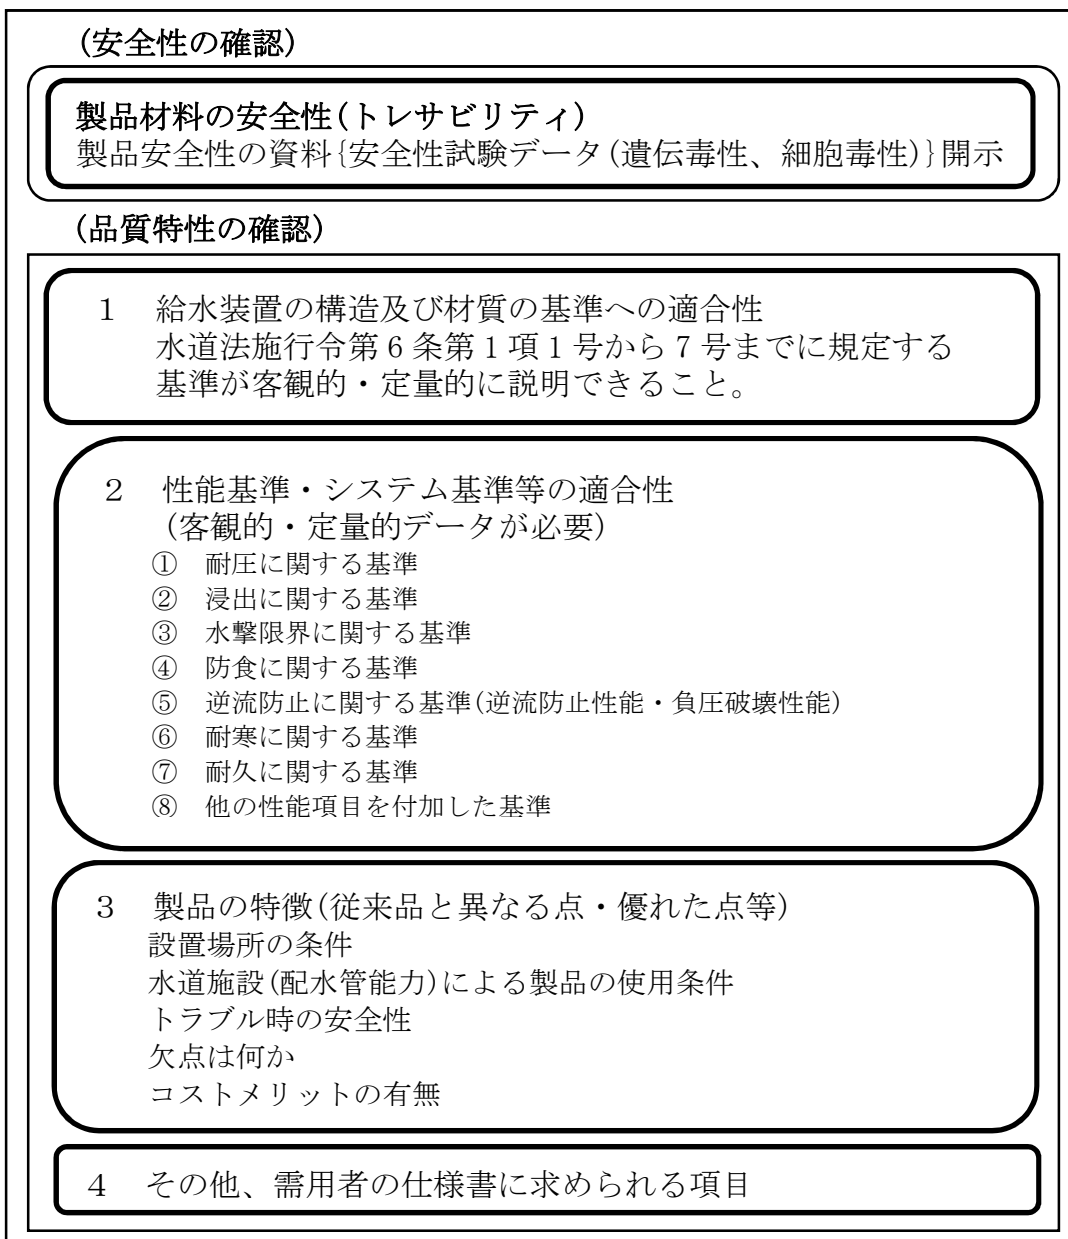 (安全性の確認)
製品材料の安全性(トレサビリティ)
製品安全性の資料{安全性試験データ(遺伝毒性、細胞毒性)}開示
(品質特性の確認)
1 給水装置の構造及び材質の基準への適合性
水道法施行令第6条第1項1号から7号までに規定する
基準が客観的・定量的に説明できること。
2 性能基準・システム基準等の適合性
(客観的・定量的データが必要)
① 耐圧に関する基準
② 浸出に関する基準
③ 水撃限界に関する基準
④ 防食に関する基準
⑤ 逆流防止に関する基準(逆流防止性能・負圧破壊性能)
⑥ 耐寒に関する基準
⑦ 耐久に関する基準
⑧ 他の性能項目を付加した基準
3 製品の特徴(従来品と異なる点・優れた点等)
設置場所の条件
水道施設(配水管能力)による製品の使用条件
トラブル時の安全性
欠点は何か
コストメリットの有無
4 その他、需用者の仕様書に求められる項目